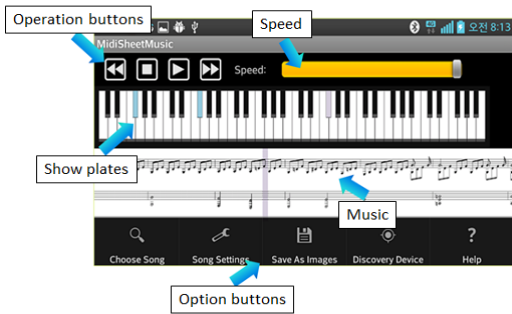 Operation buttons
Speed
오전 8:13
MidiSheetMusic
Speed:
Show plates
Music
Choose Song
Song Settings
Save As Images
Discovery Device
?
Help
Option buttons